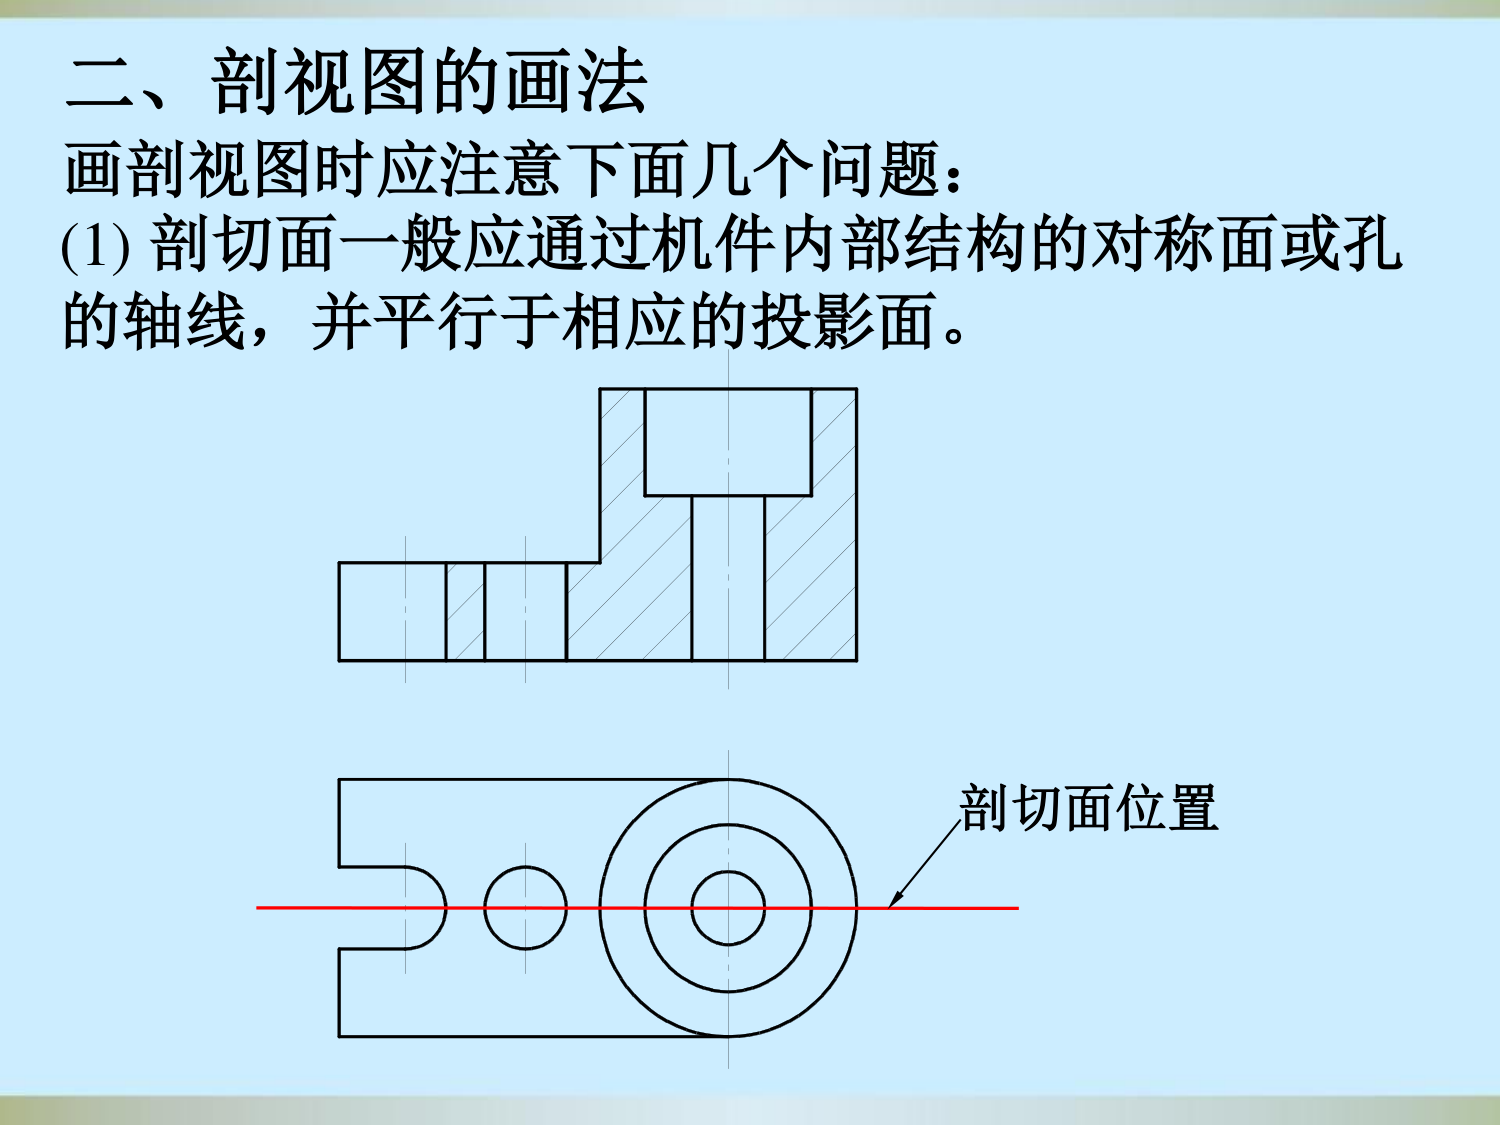 二、剖视图的画法
画剖视图时应注意下面几个问题：
(1) 剖切面一般应通过机件内部结构的对称面或孔
的轴线，并平行于相应的投影面。
剖切面位置